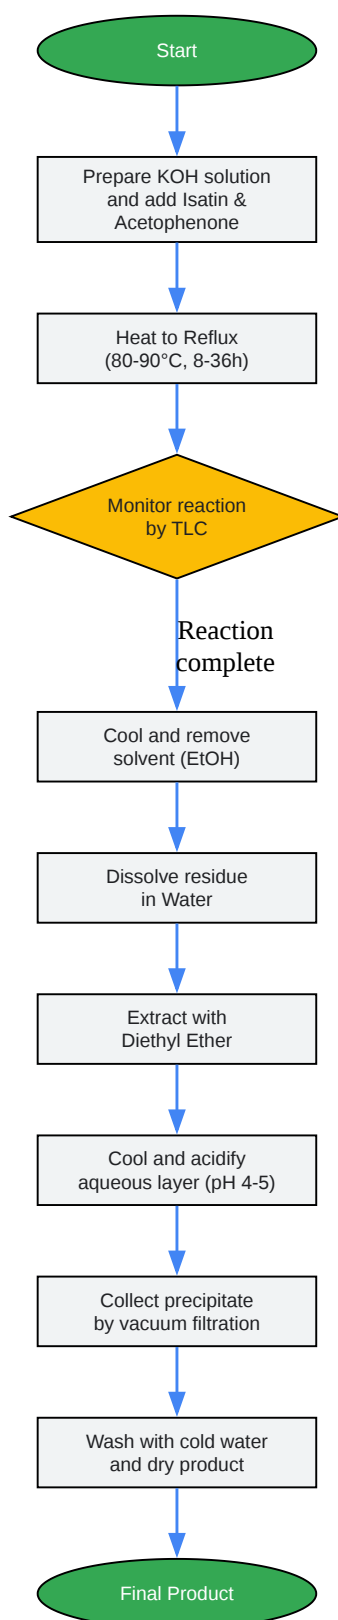 Start
Prepare KOH solution
and add Isatin &
Acetophenone
Heat to Reflux
(80-90°C, 8-36h)
Monitor reaction
by TLC
Reaction
complete
Cool and remove
solvent (EtOH)
Dissolve residue
in Water
Extract with
Diethyl Ether
Cool and acidify
aqueous layer (pH 4-5)
Collect precipitate
by vacuum filtration
Wash with cold water
and dry product
Final Product